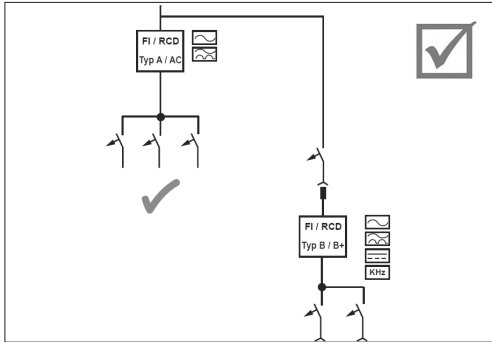 FI / RCD
Typ A / AC
FI / RCD
Typ B / B+
KHz